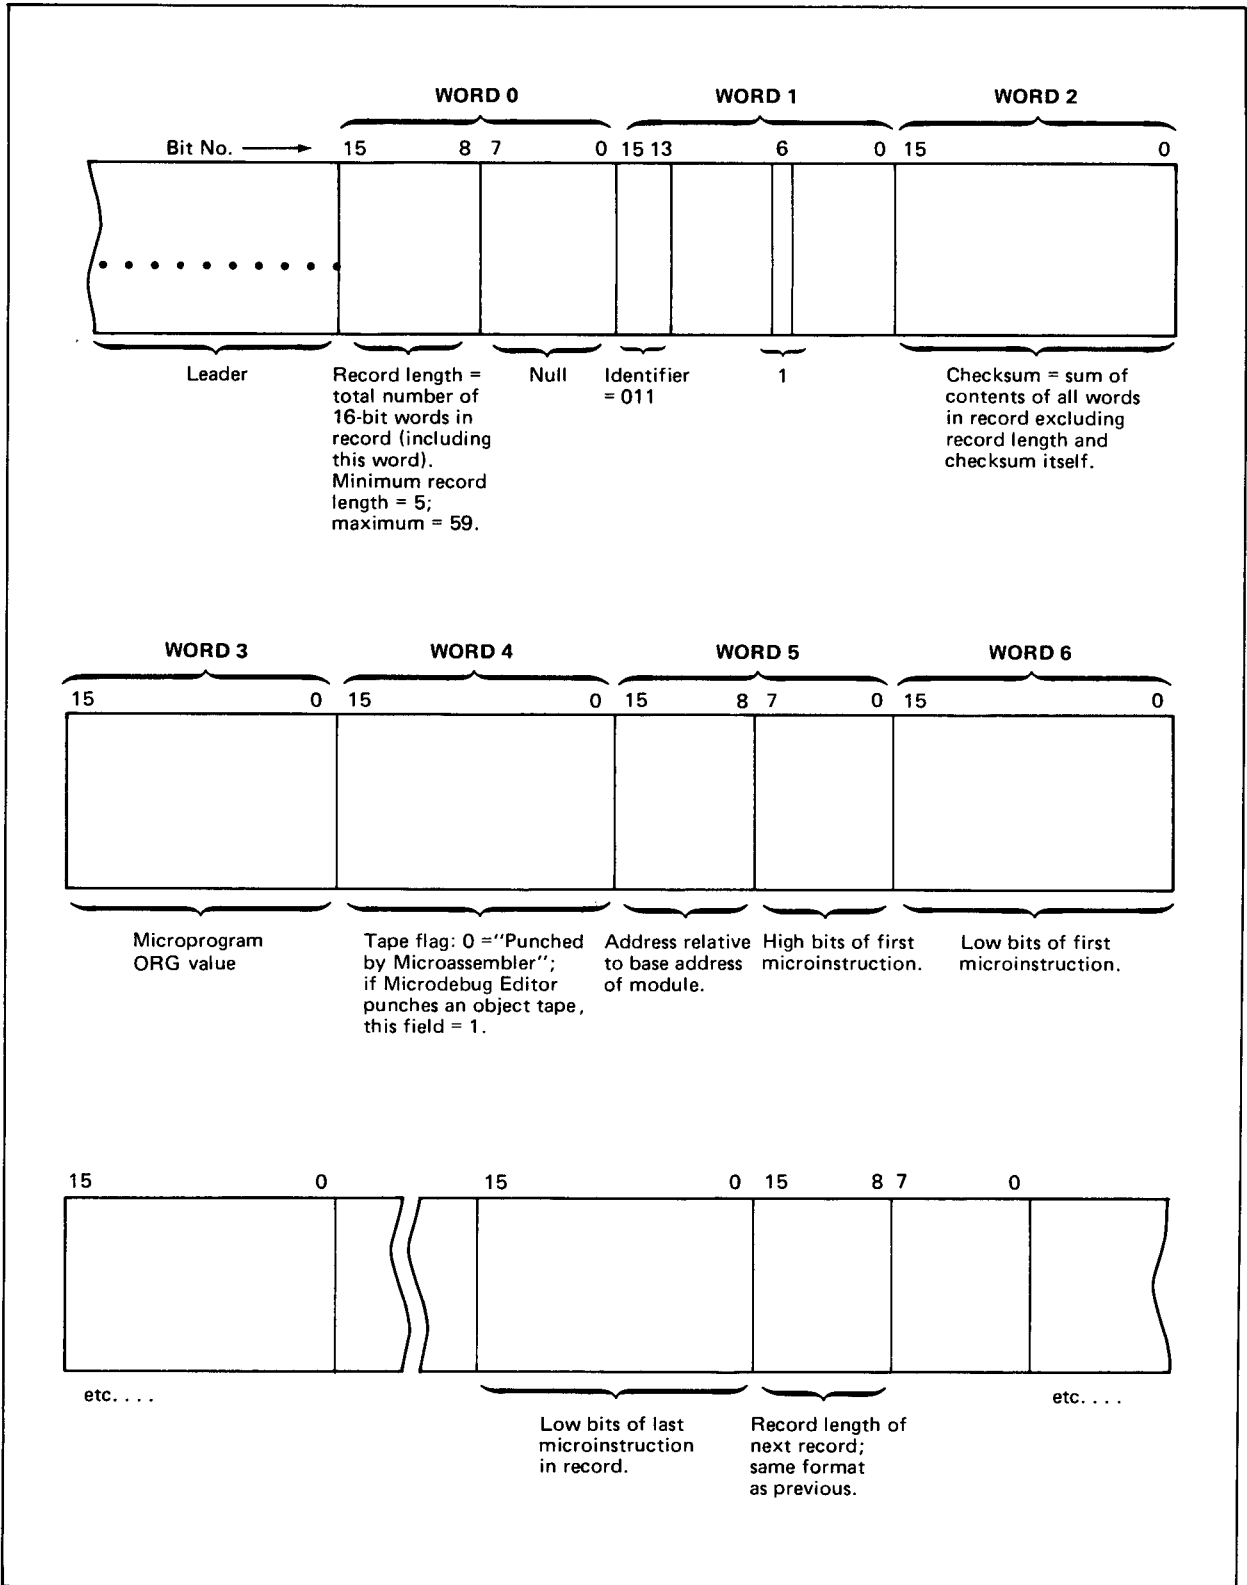 WORD 0 WORD 1 WORD 2
Bit No. 15 8 7 0 15 13 6 0 15 0
Leader
Record length =
total number of
16-bit words in
record (including
this word).
Minimum record
length = 5;
maximum = 59.
Null
Identifier
= 011
1
Checksum = sum of
contents of all words
in record excluding
record length and
checksum itself.
WORD 3 WORD 4 WORD 5 WORD 6
15 0 15 0 15 8 7 0 15 0
Microprogram
ORG value
Tape flag: 0 ="Punched
by Microassembler";
if Microdebug Editor
punches an object tape,
this field = 1.
Address relative
to base address
of module.
High bits of first
microinstruction.
Low bits of first
microinstruction.
15 0 15 0 15 8 7 0
etc. . . .
Low bits of last
microinstruction
in record.
Record length of
next record;
same format
as previous.
etc. . . .